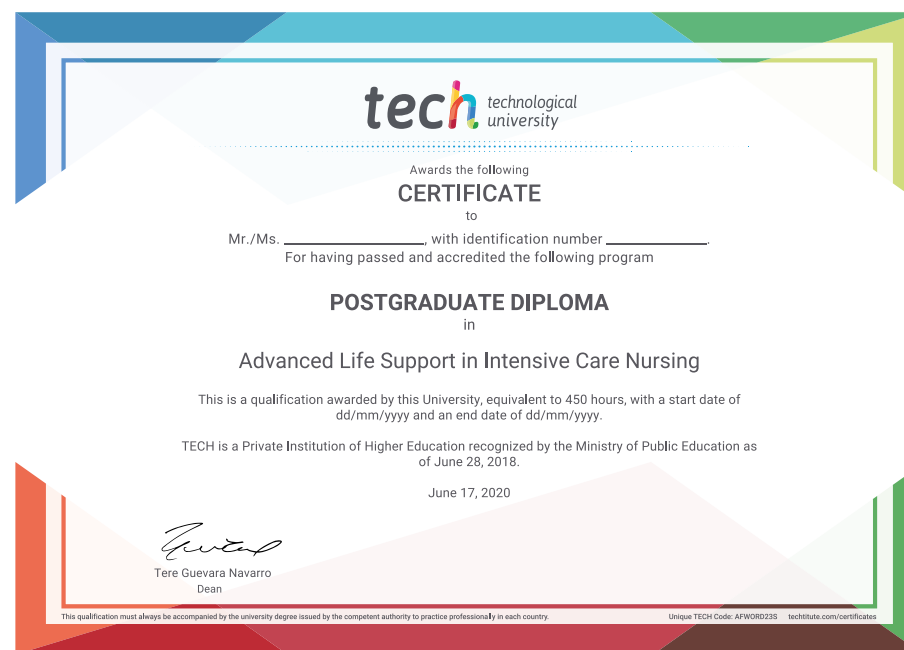 tech technological
university
Awards the following
CERTIFICATE
to
Mr./Ms. ____________, with identification number ____________.
For having passed and accredited the following program
POSTGRADUATE DIPLOMA
in
Advanced Life Support in Intensive Care Nursing
This is a qualification awarded by this University, equivalent to 450 hours, with a start date of
dd/mm/yyyy and an end date of dd/mm/yyyy.
TECH is a Private Institution of Higher Education recognized by the Ministry of Public Education as
of June 28, 2018.
June 17, 2020
Tere Guevara Navarro
Dean
This qualification must always be accompanied by the university degree issued by the competent authority to practice professionally in each country.
Unique TECH Code: AFWORD23S techtitute.com/certificates